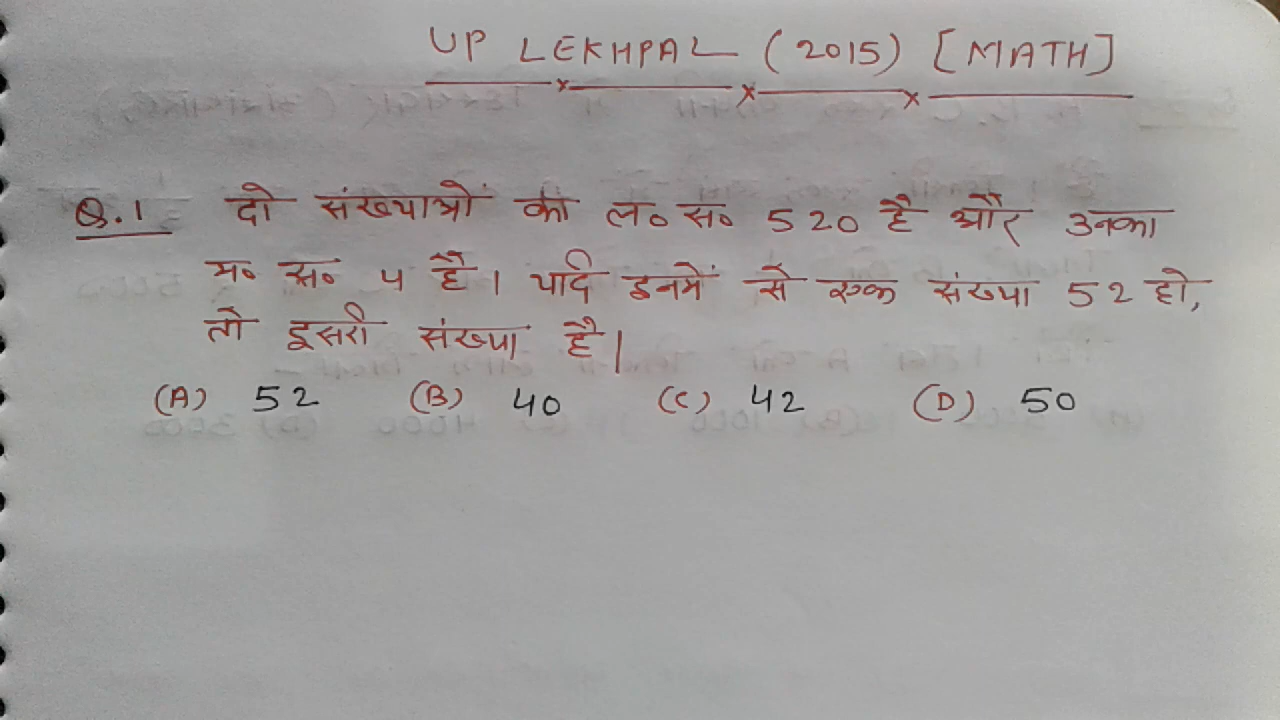 UP LEKHPAL (2015) [MATH]
Q.1 दो संख्याओं का ल० स० 520 है और उनका
म० स० 4 है। यदि इनमें से एक संख्या 52 हो,
तो दूसरी संख्या है।
(A) 52 (B) 40 (C) 42 (D) 50